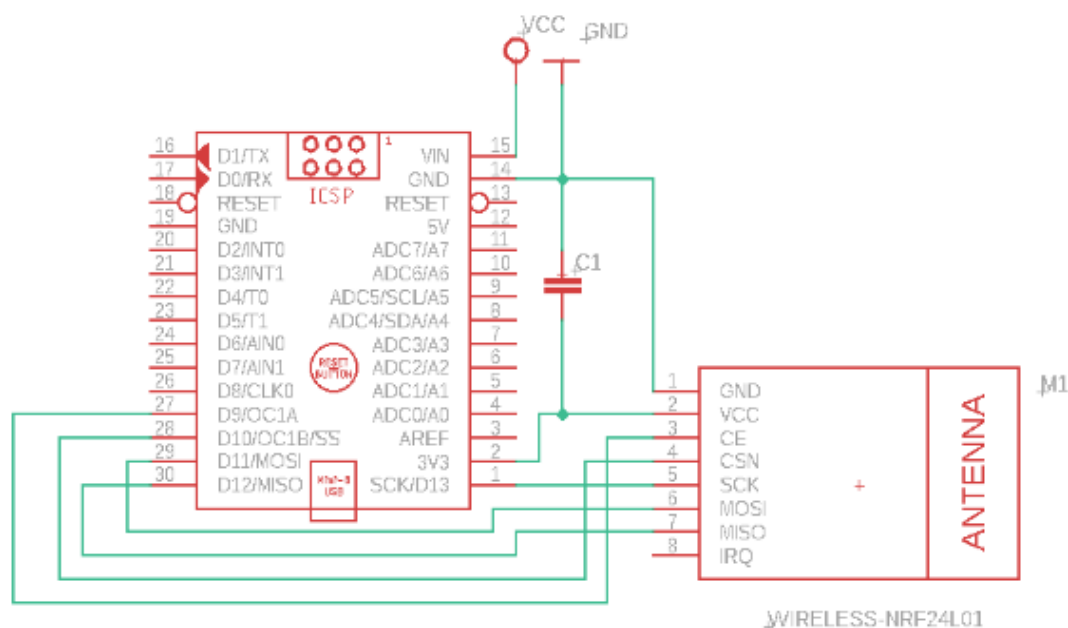 VCC
GND
16 D1/TX
17 D0/RX
18 RESET
19 GND
20 D2/INT0
21 D3/INT1
22 D4/T0
23 D5/T1
24 D6/AIN0
25 D7/AIN1
26 D8/CLK0
27 D9/OC1A
28 D10/OC1B/SS
29 D11/MOSI
30 D12/MISO
1
ICSP
RESET
BUTTON
Mini-B
USB
VIN 15
GND 14
RESET 13
5V 12
ADC7/A7 11
ADC6/A6 10
ADC5/SCL/A5 9
ADC4/SDA/A4 8
ADC3/A3 7
ADC2/A2 6
ADC1/A1 5
ADC0/A0 4
AREF 3
3V3 2
SCK/D13 1
C1
1 GND
2 VCC
3 CE
4 CSN
5 SCK
6 MOSI
7 MISO
8 IRQ
ANTENNA
M1
WIRELESS-NRF24L01